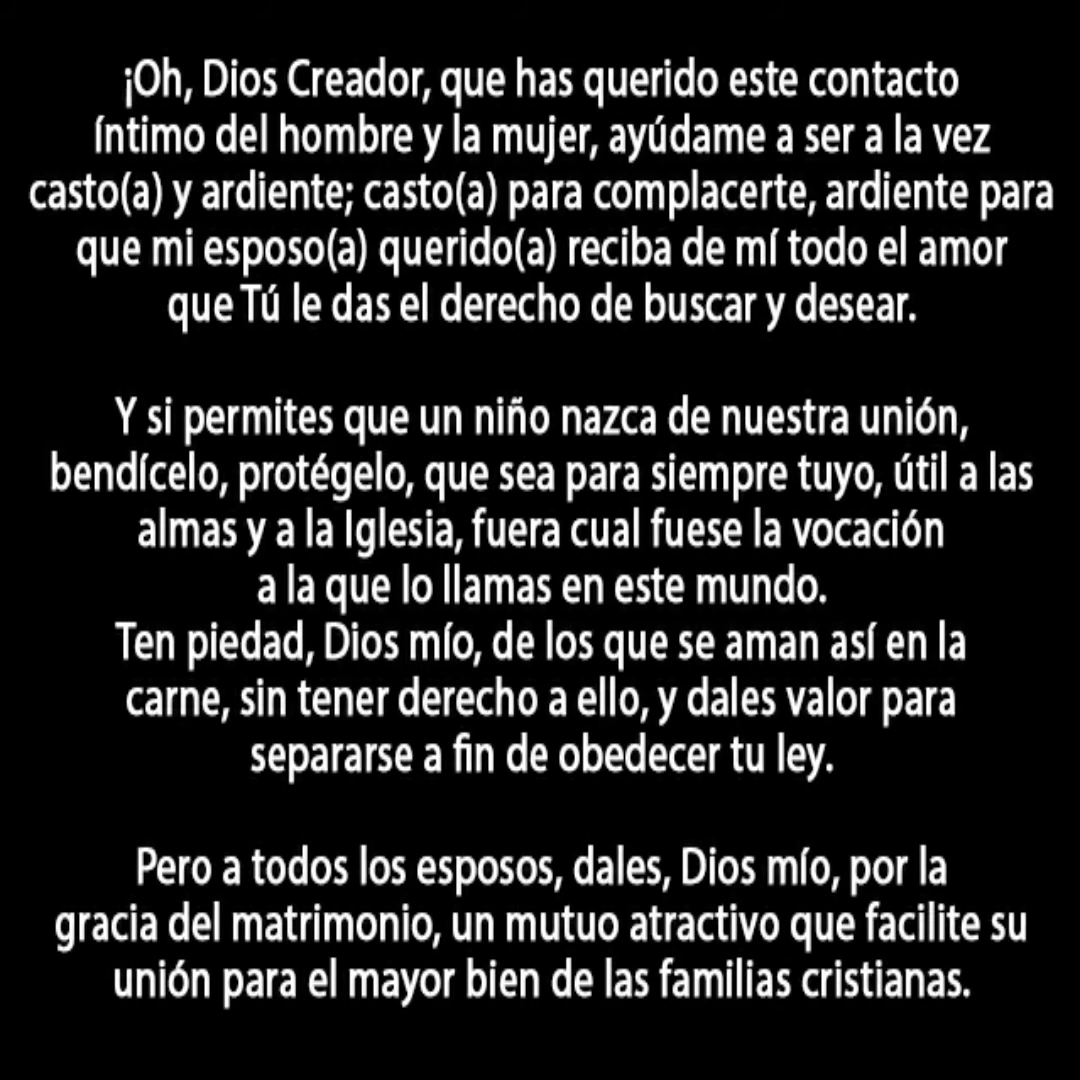 ¡Oh, Dios Creador, que has querido este contacto
íntimo del hombre y la mujer, ayúdame a ser a la vez
casto(a) y ardiente; casto(a) para complacerte, ardiente para
que mi esposo(a) querido(a) reciba de mí todo el amor
que Tú le das el derecho de buscar y desear.
Y si permites que un niño nazca de nuestra unión,
bendícelo, protégelo, que sea para siempre tuyo, útil a las
almas y a la Iglesia, fuera cual fuese la vocación
a la que lo llamas en este mundo.
Ten piedad, Dios mío, de los que se aman así en la
carne, sin tener derecho a ello, y dales valor para
separarse a fin de obedecer tu ley.
Pero a todos los esposos, dales, Dios mío, por la
gracia del matrimonio, un mutuo atractivo que facilite su
unión para el mayor bien de las familias cristianas.